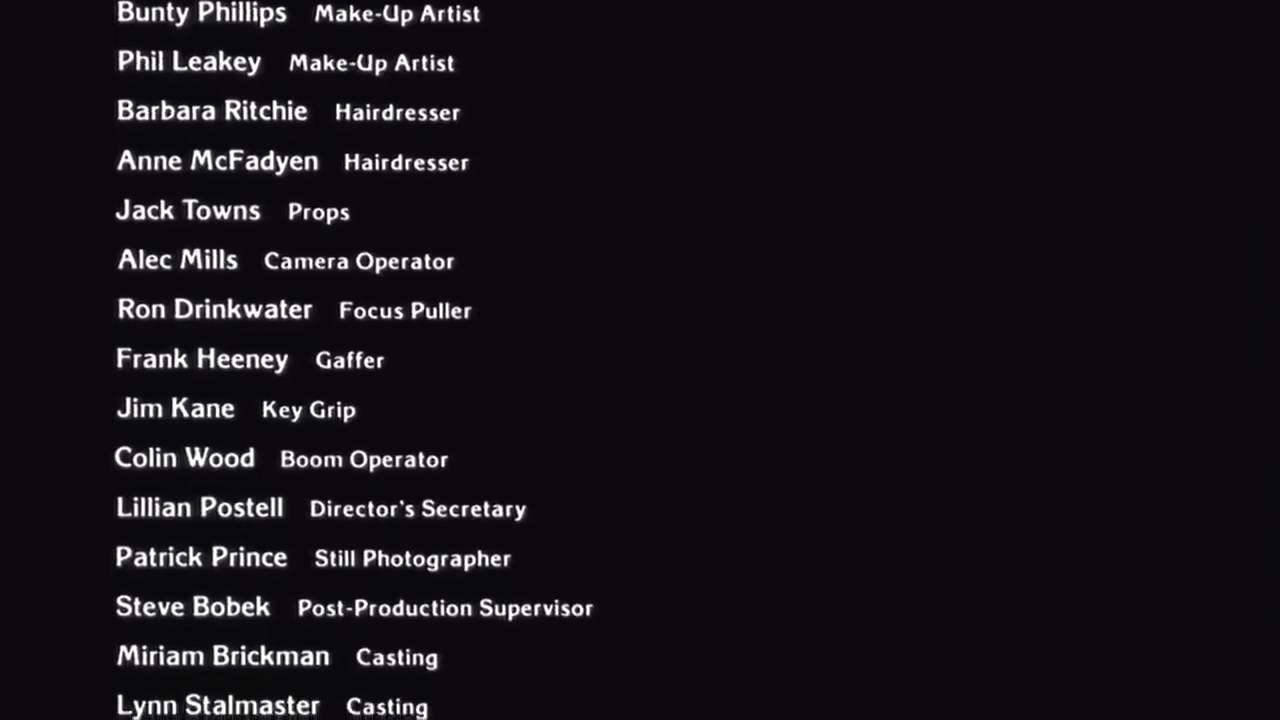 Bunty Phillips Make-Up Artist
Phil Leakey Make-Up Artist
Barbara Ritchie Hairdresser
Anne McFadyen Hairdresser
Jack Towns Props
Alec Mills Camera Operator
Ron Drinkwater Focus Puller
Frank Heeney Gaffer
Jim Kane Key Grip
Colin Wood Boom Operator
Lillian Postell Director's Secretary
Patrick Prince Still Photographer
Steve Bobek Post-Production Supervisor
Miriam Brickman Casting
Lynn Stalmaster Casting